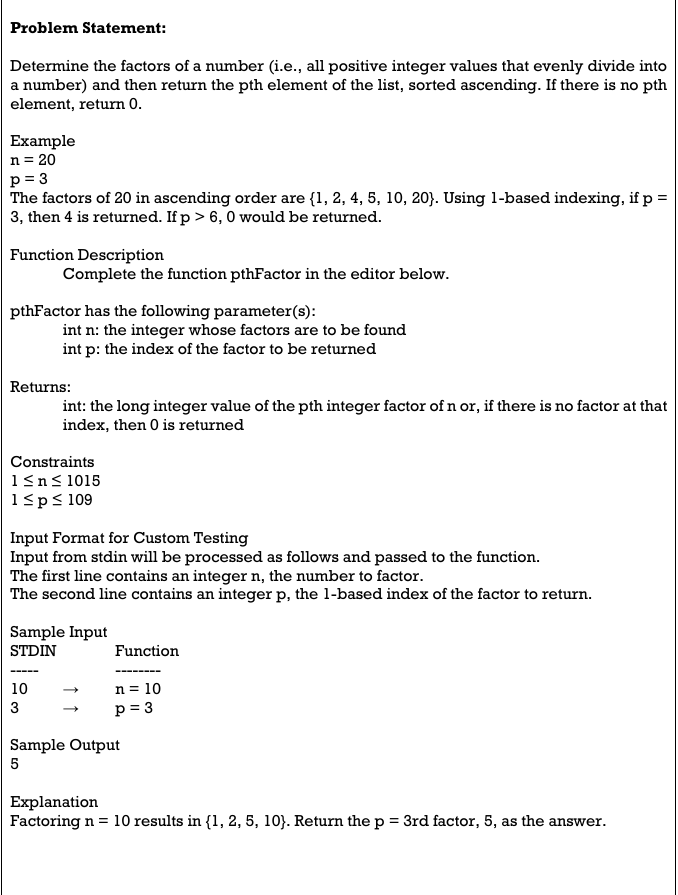 Problem Statement:
Determine the factors of a number (i.e., all positive integer values that evenly divide into
a number) and then return the pth element of the list, sorted ascending. If there is no pth
element, return 0.
Example
n = 20
p = 3
The factors of 20 in ascending order are {1, 2, 4, 5, 10, 20}. Using 1-based indexing, if p =
3, then 4 is returned. If p > 6, 0 would be returned.
Function Description
Complete the function pthFactor in the editor below.
pthFactor has the following parameter(s):
int n: the integer whose factors are to be found
int p: the index of the factor to be returned
Returns:
int: the long integer value of the pth integer factor of n or, if there is no factor at that
index, then 0 is returned
Constraints
1 ≤ n ≤ 1015
1 ≤ p ≤ 109
Input Format for Custom Testing
Input from stdin will be processed as follows and passed to the function.
The first line contains an integer n, the number to factor.
The second line contains an integer p, the 1-based index of the factor to return.
Sample Input
STDIN Function
----- --------
10 → n = 10
3 → p = 3
Sample Output
5
Explanation
Factoring n = 10 results in {1, 2, 5, 10}. Return the p = 3rd factor, 5, as the answer.